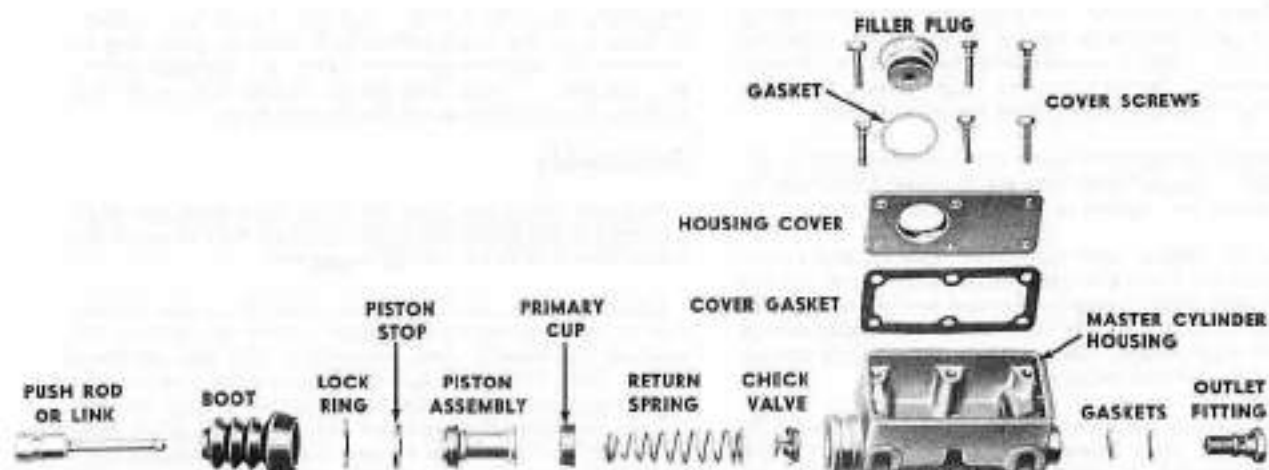 FILLER PLUG
GASKET
COVER SCREWS
HOUSING COVER
COVER GASKET
PISTON
STOP
PRIMARY
CUP
MASTER CYLINDER
HOUSING
PUSH ROD
OR LINK
BOOT
LOCK
RING
PISTON
ASSEMBLY
RETURN
SPRING
CHECK
VALVE
GASKETS
OUTLET
FITTING